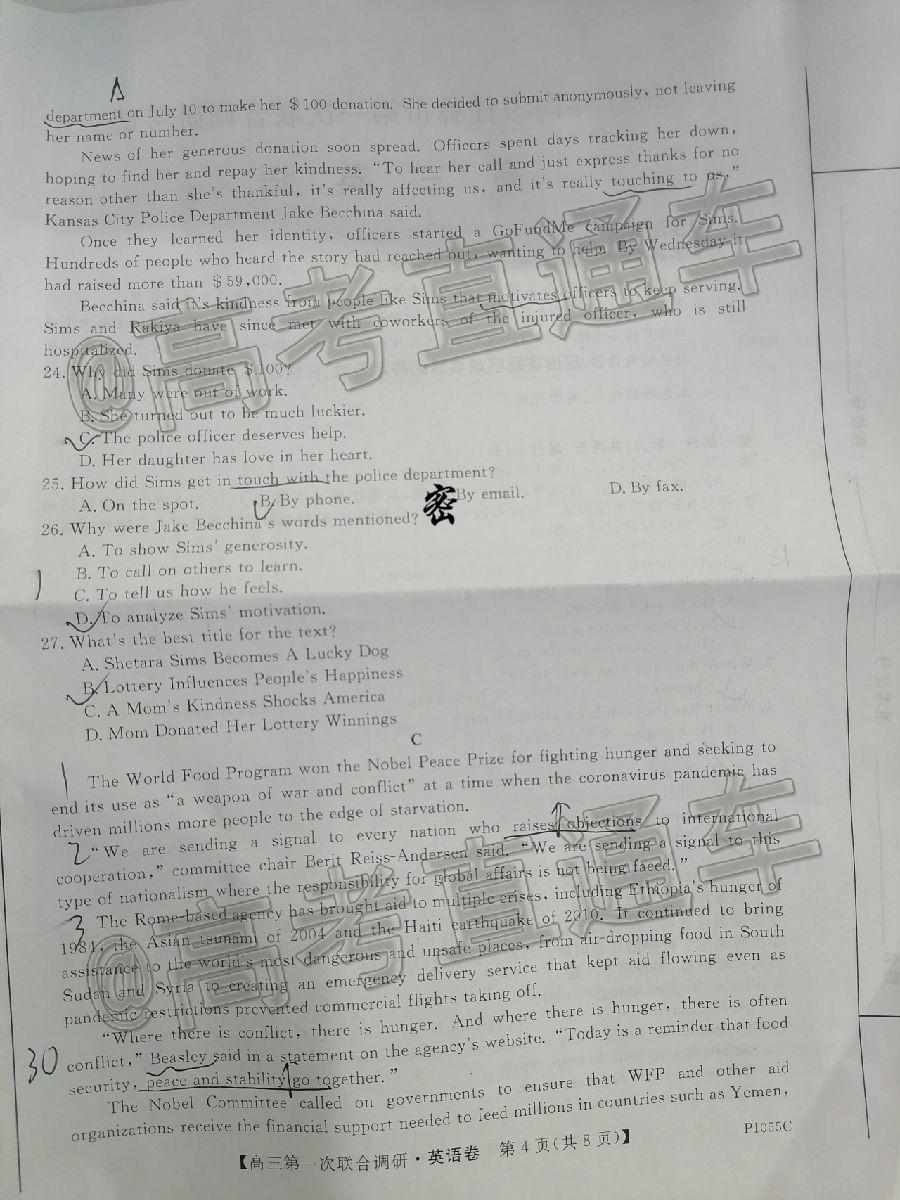 A
department on July 10 to make her $100 donation. She decided to submit anonymously, not leaving
her name or number.
News of her generous donation soon spread. Officers spent days tracking her down,
hoping to find her and repay her kindness. "To hear her call and just express thanks for no
reason other than she's thankful, it's really affecting us, and it's really touching to us,"
Kansas City Police Department Jake Becchina said.
Once they learned her identity, officers started a GoFundMe campaign for Sims.
Hundreds of people who heard the story had reached out, wanting to help. By Wednesday it
had raised more than $59,000.
Becchina said it's kindness from people like Sims that motivates officers to keep serving.
Sims and Rakiya have since met with coworkers of the injured officer, who is still
hospitalized.
24. Why did Sims donate $100?
A. Many were out of work.
B. She turned out to be much luckier.
C. The police officer deserves help.
D. Her daughter has love in her heart.
25. How did Sims get in touch with the police department?
A. On the spot. B. By phone. By email. D. By fax.
密
26. Why were Jake Becchina's words mentioned?
A. To show Sims' generosity.
B. To call on others to learn.
C. To tell us how he feels.
D. To analyze Sims' motivation.
27. What's the best title for the text?
A. Shetara Sims Becomes A Lucky Dog
B. Lottery Influences People's Happiness
C. A Mom's Kindness Shocks America
D. Mom Donated Her Lottery Winnings
C
1 The World Food Program won the Nobel Peace Prize for fighting hunger and seeking to
end its use as "a weapon of war and conflict" at a time when the coronavirus pandemic has
driven millions more people to the edge of starvation.
2 "We are sending a signal to every nation who raises objections to international
cooperation," committee chair Berit Reiss-Andersen said. "We are sending a signal to this
type of nationalism where the responsibility for global affairs is not being faced."
3 The Rome-based agency has brought aid to multiple crises, including Ethiopia's hunger of
1984, the Asian tsunami of 2004 and the Haiti earthquake of 2010. It continued to bring
assistance to the world's most dangerous and unsafe places, from air-dropping food in South
Sudan and Syria to creating an emergency delivery service that kept aid flowing even as
pandemic restrictions prevented commercial flights taking off.
"Where there is conflict, there is hunger. And where there is hunger, there is often
30 conflict," Beasley said in a statement on the agency's website. "Today is a reminder that food
security, peace and stability go together."
The Nobel Committee called on governments to ensure that WFP and other aid
organizations receive the financial support needed to feed millions in countries such as Yemen,
【高三第一次联合调研·英语卷 第4页(共8页)】 P1055C
@高考直通车
@高考直通车